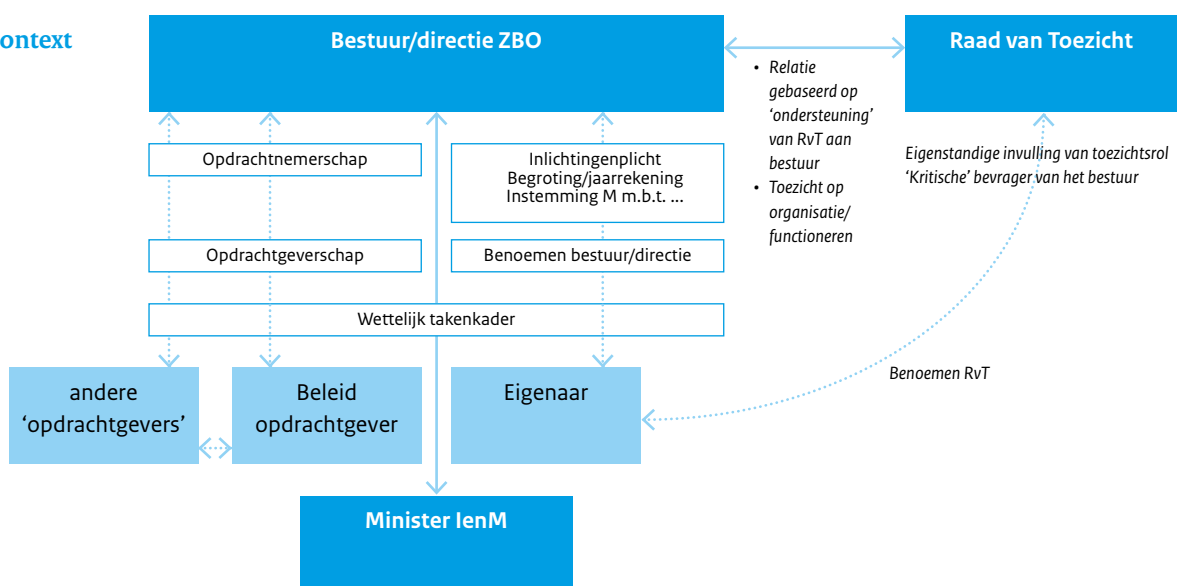 ontext
Bestuur/directie ZBO
Raad van Toezicht
• Relatie
gebaseerd op
‘ondersteuning’
van RvT aan
bestuur
• Toezicht op
organisatie/
functioneren
Eigenstandige invulling van toezichtsrol
‘Kritische’ bevrager van het bestuur
Opdrachtnemerschap
Inlichtingenplicht
Begroting/jaarrekening
Instemming M m.b.t. ...
Opdrachtgeverschap
Benoemen bestuur/directie
Wettelijk takenkader
andere
‘opdrachtgevers’
Beleid
opdrachtgever
Eigenaar
Benoemen RvT
Minister IenM